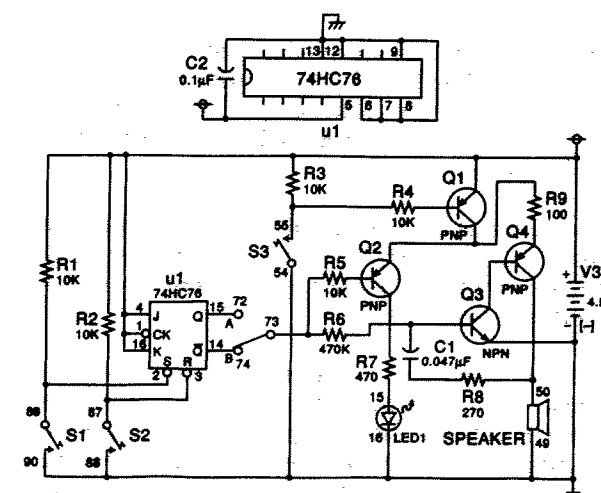 13 12 9
C2
0.1µF
74HC76
5 6 7 8
u1
R3
10K
Q1
R4
10K
PNP
R9
100
Q4
PNP
55
S3
54
Q2
PNP
R5
10K
R6
470K
R1
10K
R2
10K
u1
74HC76
4 J Q 15 72
A
1 CK
16 K Q 14 B 74
73
S R
2 3
Q3
NPN
C1
0.047µF
V3
+
4.
- (-)
R7
470
R8
270
15
16 LED1
50
SPEAKER
49
89
S1
90
87
S2
88